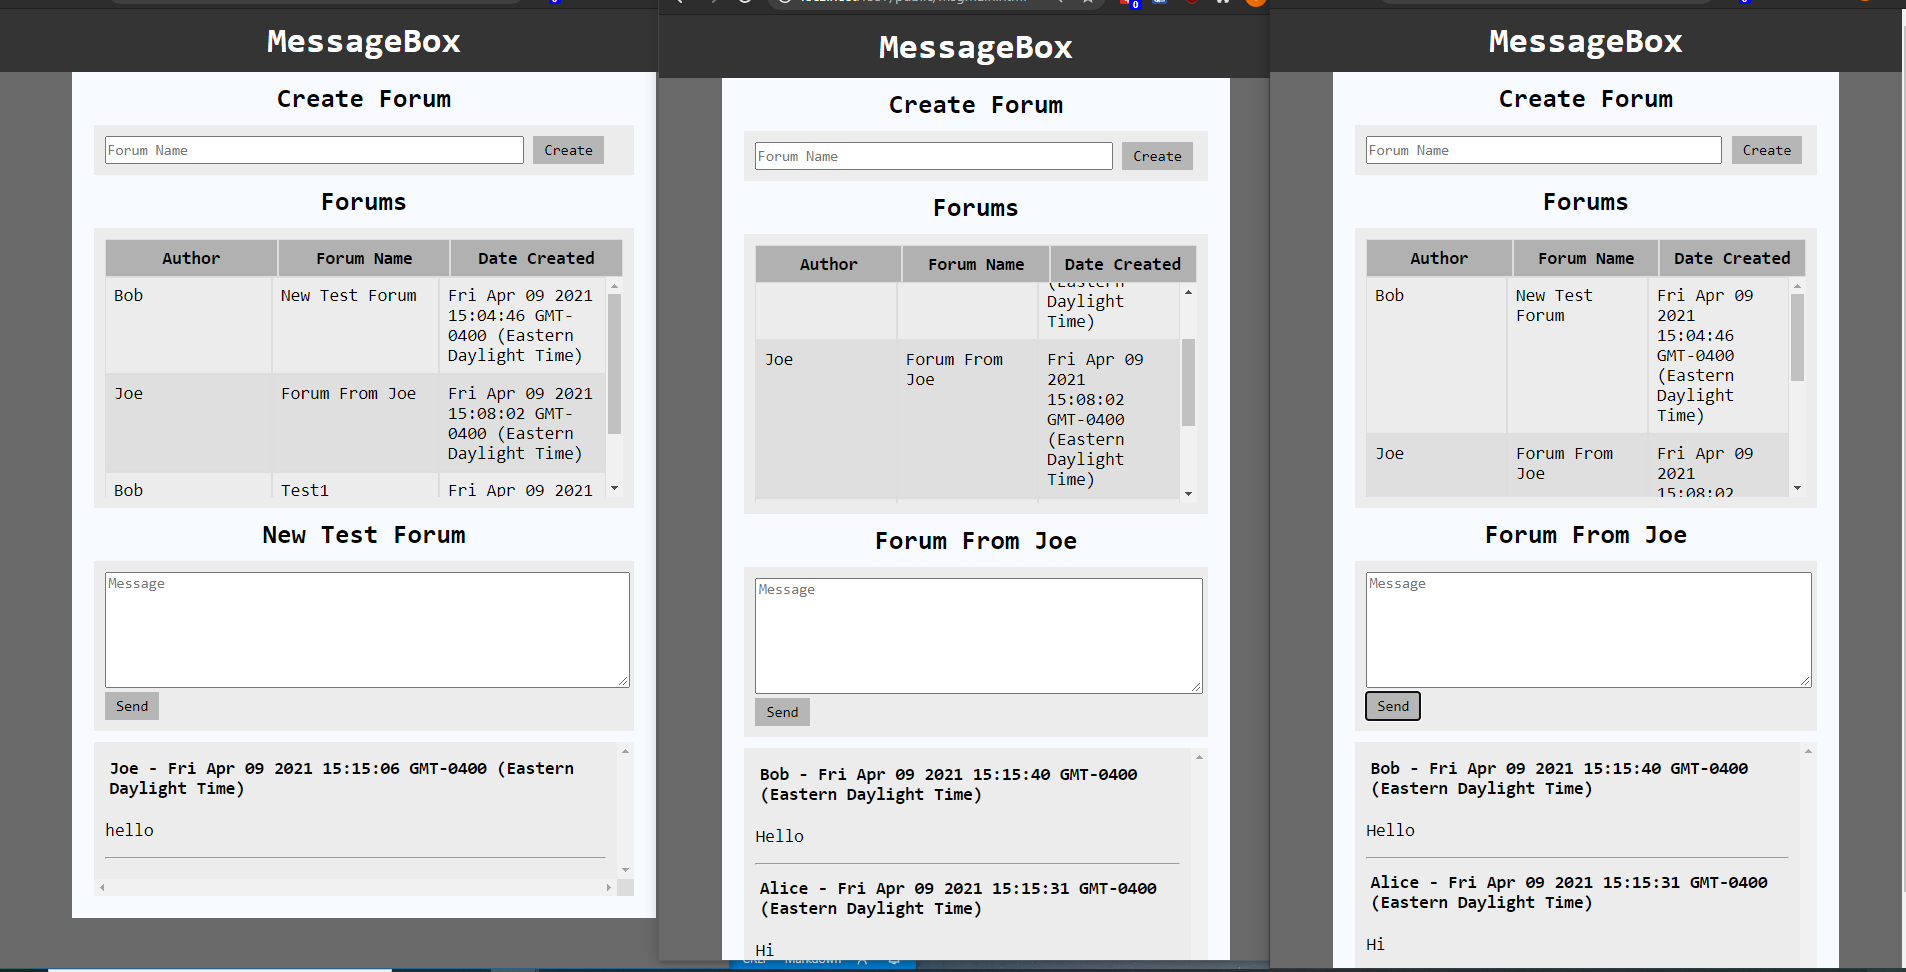 MessageBox
Create Forum
Forum Name
Create
Forums
Author Forum Name Date Created
Bob New Test Forum Fri Apr 09 2021
15:04:46 GMT-
0400 (Eastern
Daylight Time)
Joe Forum From Joe Fri Apr 09 2021
15:08:02 GMT-
0400 (Eastern
Daylight Time)
Bob Test1 Fri Apr 09 2021
New Test Forum
Message
Send
Joe - Fri Apr 09 2021 15:15:06 GMT-0400 (Eastern
Daylight Time)
hello
0
MessageBox
Create Forum
Forum Name
Create
Forums
Author Forum Name Date Created
(Eastern
Daylight
Time)
Joe Forum From Fri Apr 09
Joe 2021
15:08:02
GMT-0400
(Eastern
Daylight
Time)
Forum From Joe
Message
Send
Bob - Fri Apr 09 2021 15:15:40 GMT-0400
(Eastern Daylight Time)
Hello
Alice - Fri Apr 09 2021 15:15:31 GMT-0400
(Eastern Daylight Time)
Hi
CRLF Markdown
MessageBox
Create Forum
Forum Name
Create
Forums
Author Forum Name Date Created
Bob New Test Fri Apr 09
Forum 2021
15:04:46
GMT-0400
(Eastern
Daylight
Time)
Joe Forum From Fri Apr 09
Joe 2021
15:08:02
Forum From Joe
Message
Send
Bob - Fri Apr 09 2021 15:15:40 GMT-0400
(Eastern Daylight Time)
Hello
Alice - Fri Apr 09 2021 15:15:31 GMT-0400
(Eastern Daylight Time)
Hi